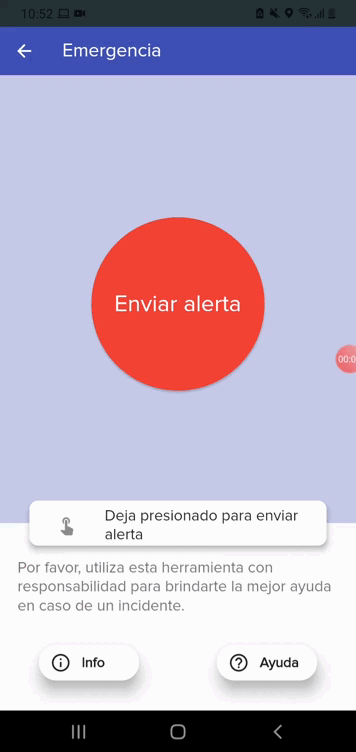 10:52
Emergencia
Enviar alerta
00:0
Deja presionado para enviar
alerta
Por favor, utiliza esta herramienta con
responsabilidad para brindarte la mejor ayuda
en caso de un incidente.
Info
Ayuda